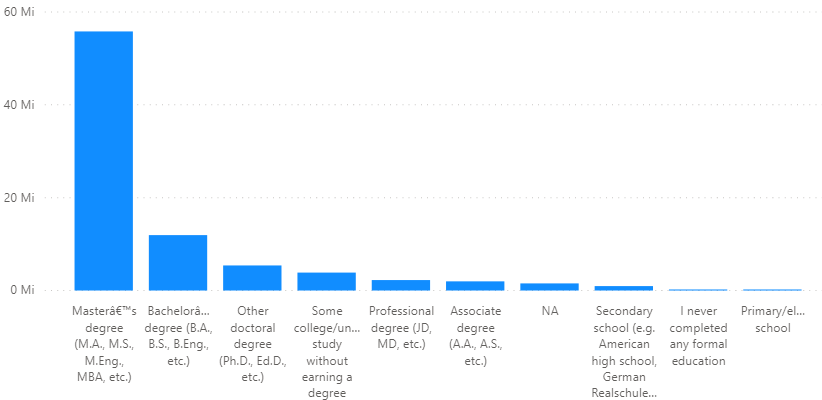 60 Mi
40 Mi
20 Mi
0 Mi
Masterâ€™s
degree
(M.A., M.S.,
M.Eng.,
MBA, etc.)
Bachelorâ...
degree (B.A.,
B.S., B.Eng.,
etc.)
Other
doctoral
degree
(Ph.D., Ed.D.,
etc.)
Some
college/un...
study
without
earning a
degree
Professional
degree (JD,
MD, etc.)
Associate
degree
(A.A., A.S.,
etc.)
NA
Secondary
school (e.g.
American
high school,
German
Realschule...
I never
completed
any formal
education
Primary/el...
school